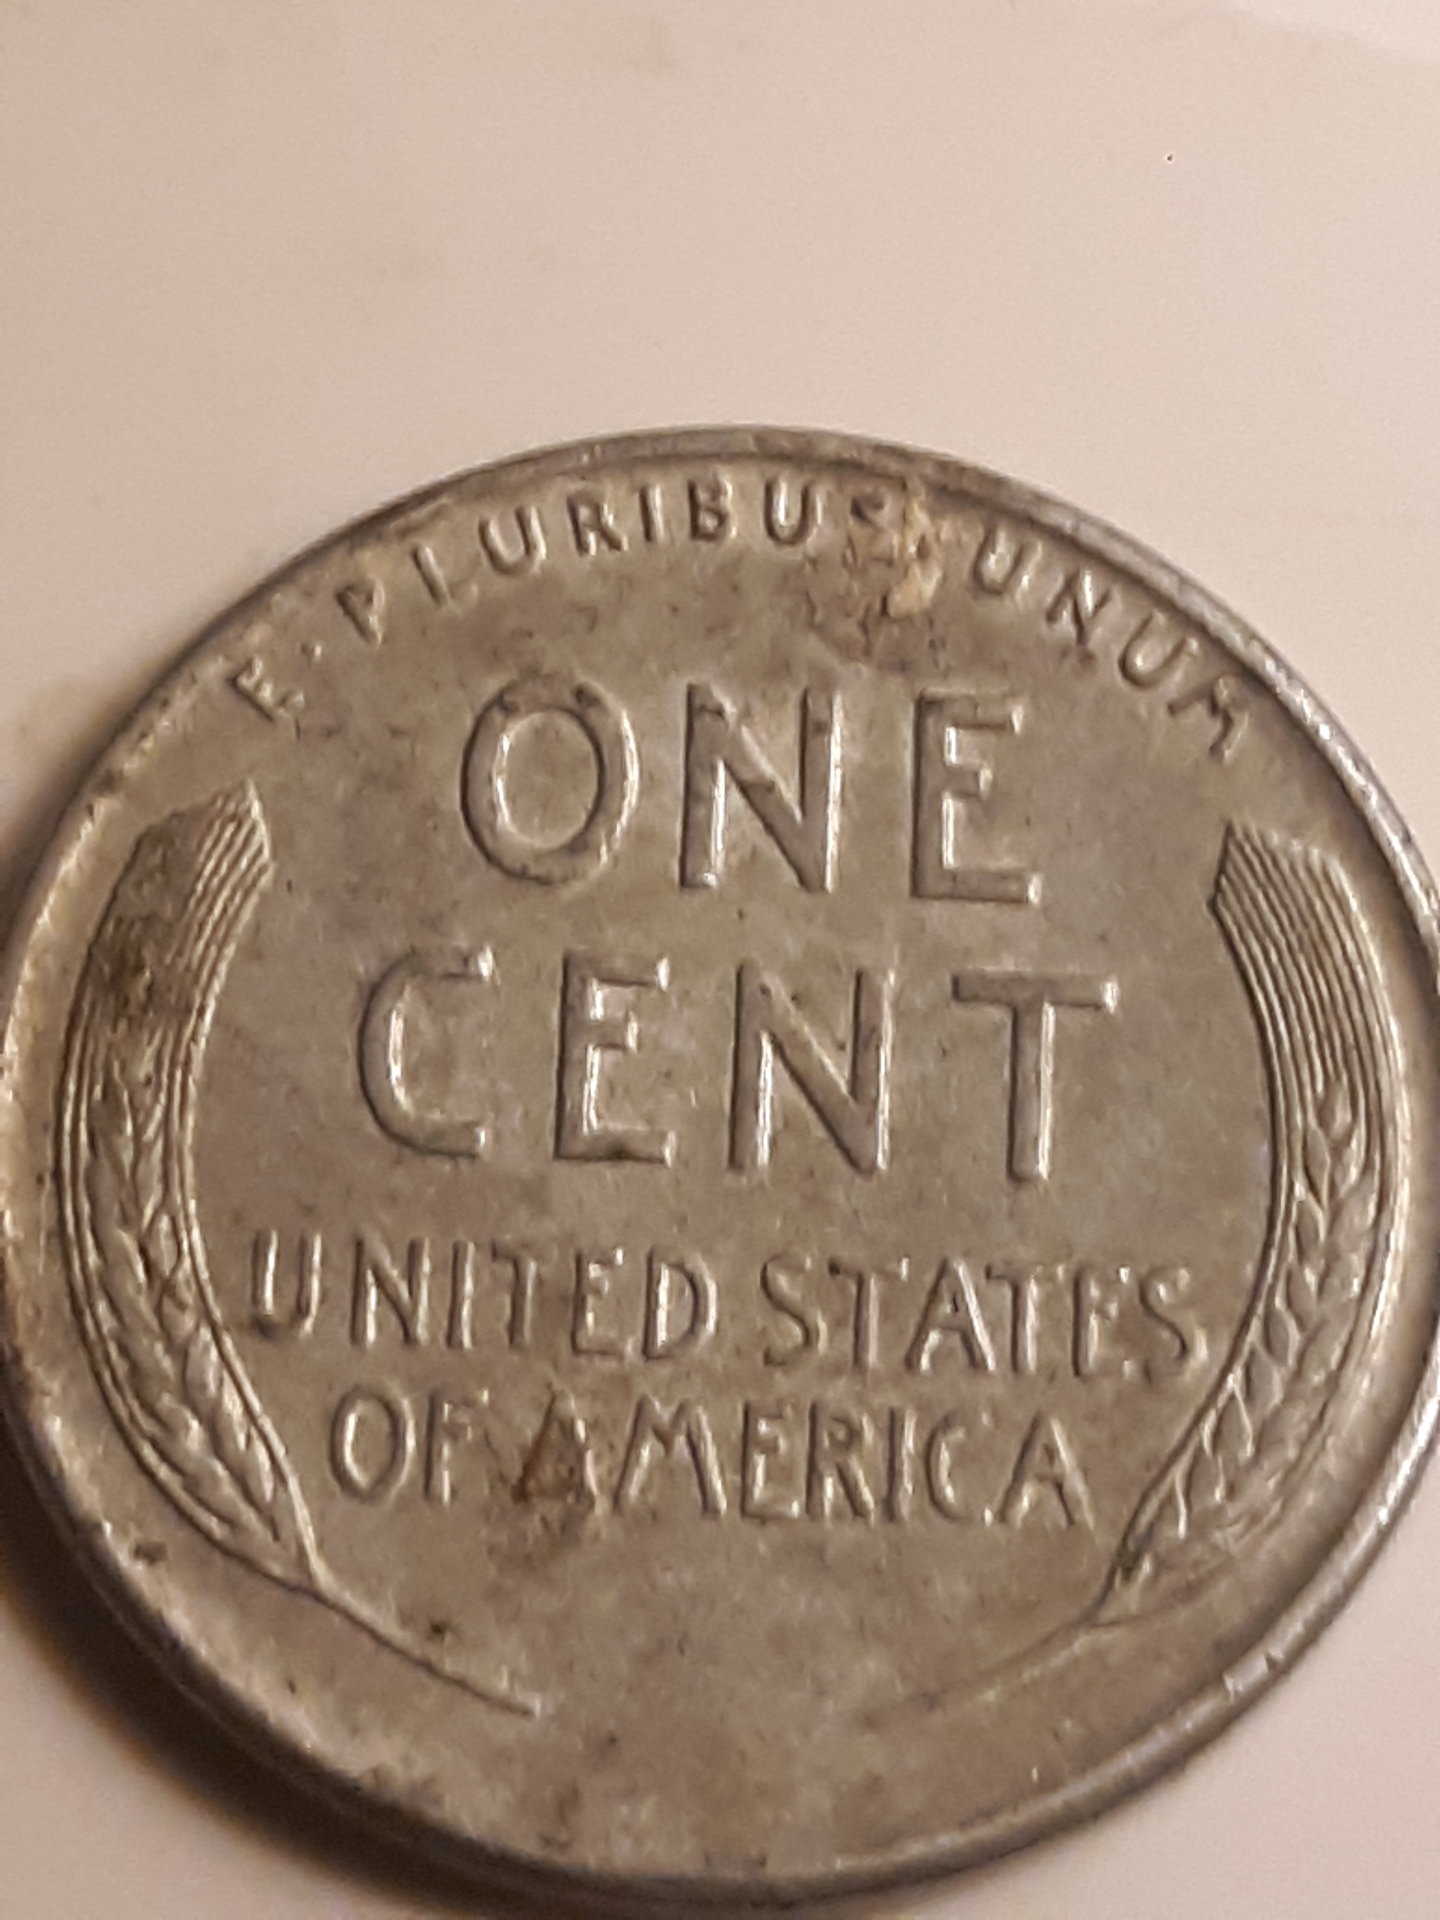 E·PLURIBUS·UNUM
ONE
CENT
UNITED STATES
OF AMERICA